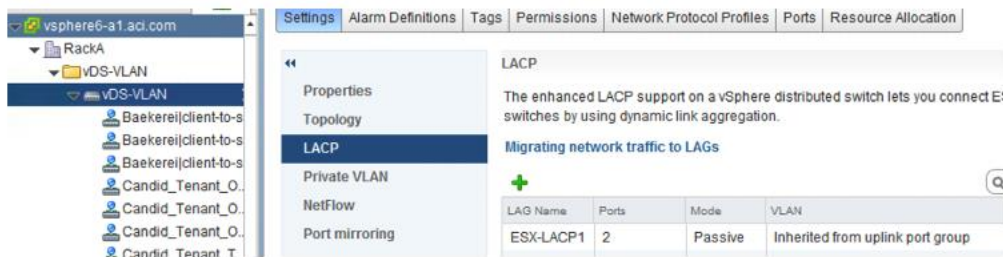 vsphere6-a1.aci.com
RackA
vDS-VLAN
vDS-VLAN
Baekerei|client-to-s
Baekerei|client-to-s
Baekerei|client-to-s
Candid_Tenant_O..
Candid_Tenant_O..
Candid_Tenant_O..
Candid_Tenant_T
Settings Alarm Definitions Tags Permissions Network Protocol Profiles Ports Resource Allocation
Properties
Topology
LACP
Private VLAN
NetFlow
Port mirroring
LACP
The enhanced LACP support on a vSphere distributed switch lets you connect ES
switches by using dynamic link aggregation.
Migrating network traffic to LAGs
LAG Name Ports Mode VLAN
ESX-LACP1 2 Passive Inherited from uplink port group